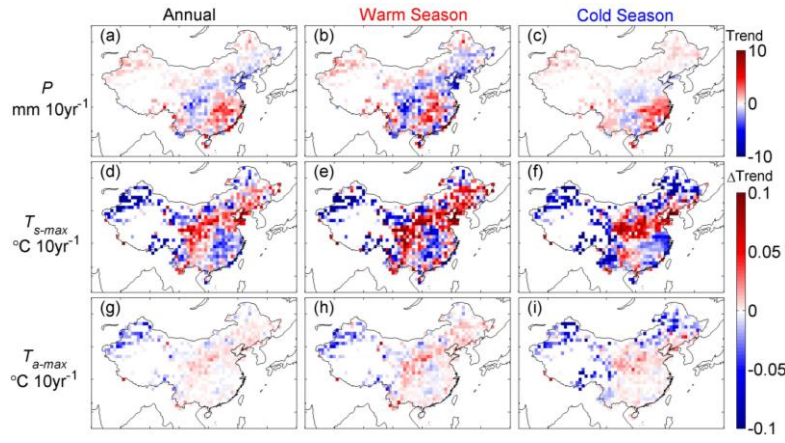 Annual Warm Season Cold Season
(a) (b) (c) Trend
P
mm 10yr⁻¹
10
0
-10
(d) (e) (f) ΔTrend
Ts-max
°C 10yr⁻¹
0.1
0.05
(g) (h) (i) 0
Ta-max
°C 10yr⁻¹
-0.05
-0.1